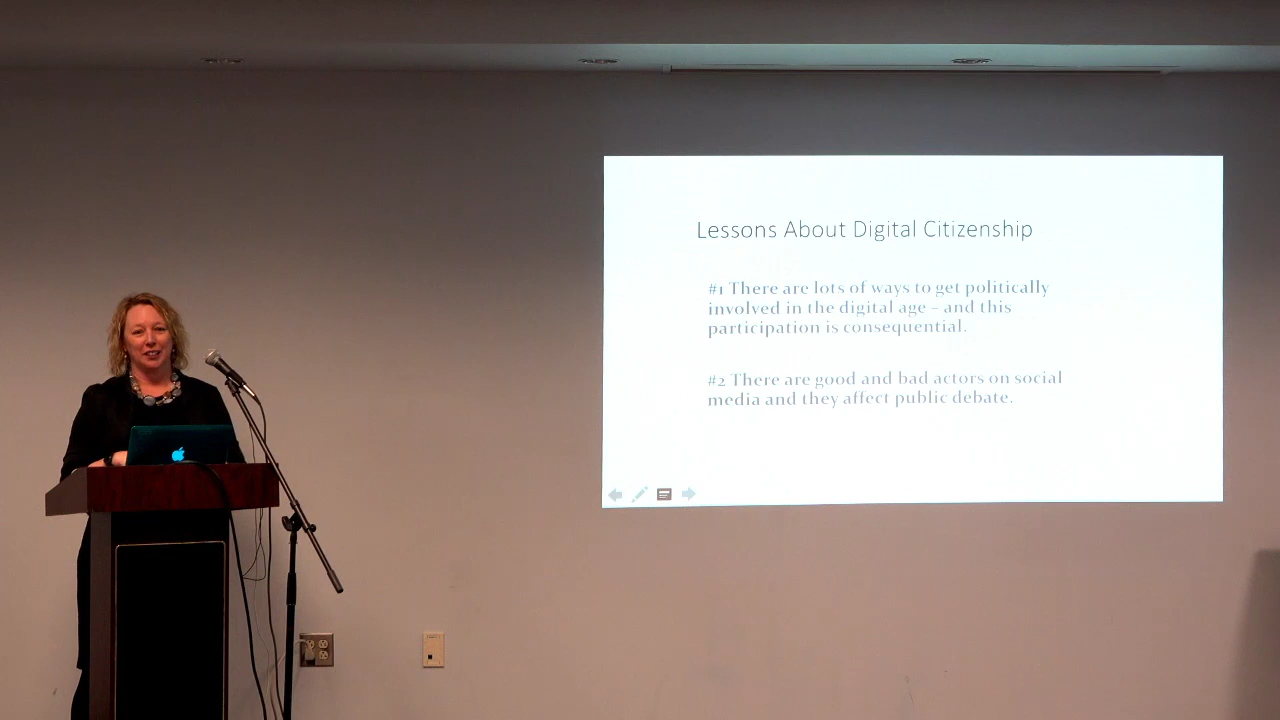 Lessons About Digital Citizenship
#1 There are lots of ways to get politically
involved in the digital age – and this
participation is consequential.
#2 There are good and bad actors on social
media and they affect public debate.